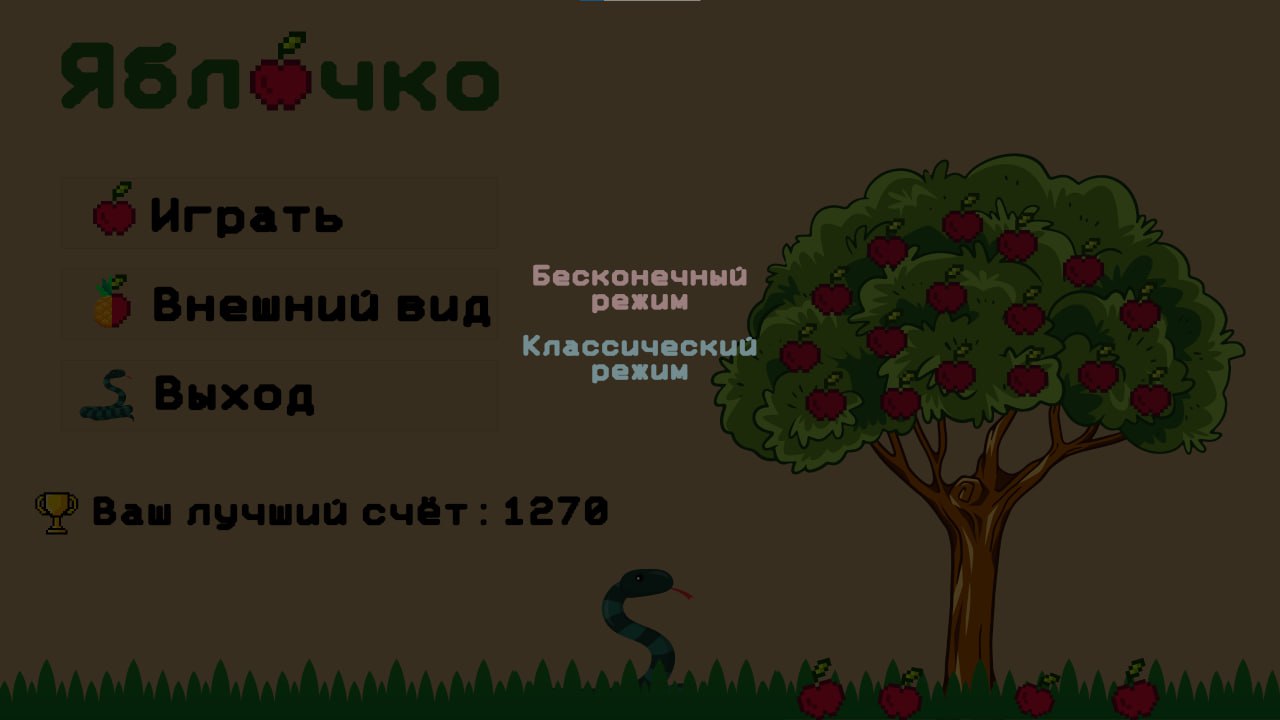 Яблочко
Играть
Внешний вид
Выход
Бесконечный
режим
Классический
режим
Ваш лучший счёт: 1270